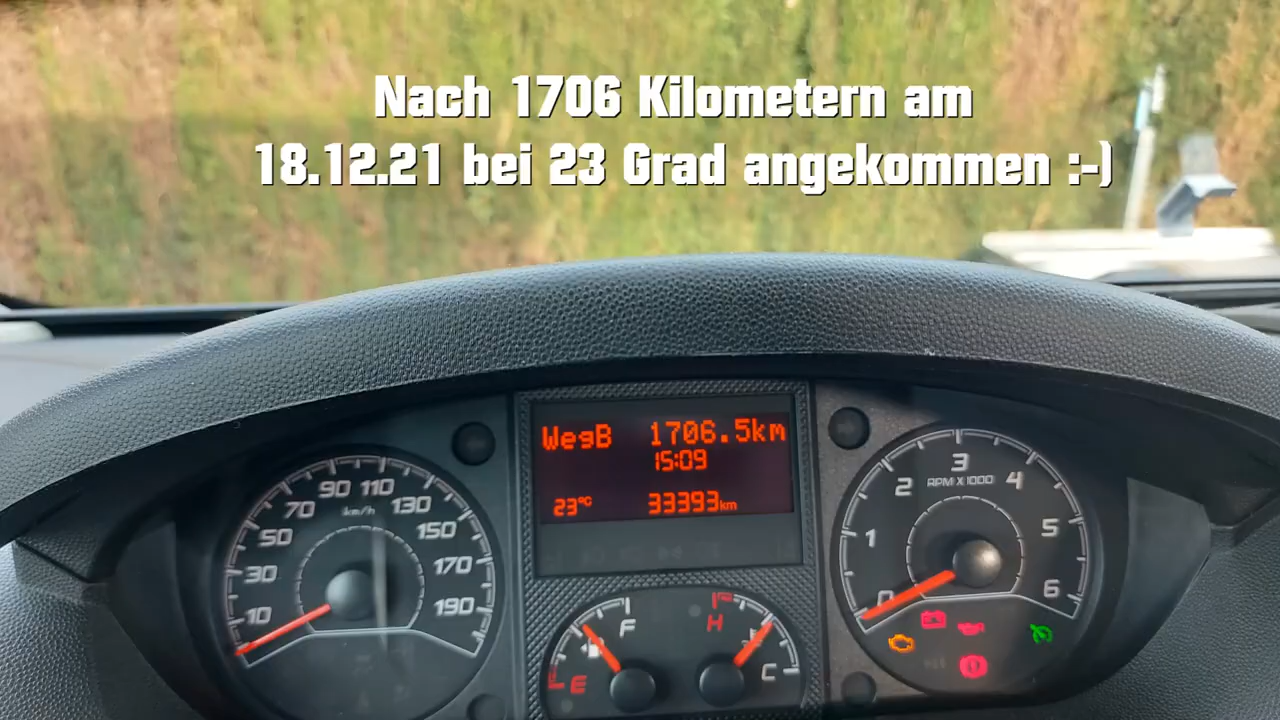 Nach 1706 Kilometern am
18.12.21 bei 23 Grad angekommen :-)
WegB 1706.5km
15:09
23°C 33393km
10 30 50 70 90 110 130 150 170 190
km/h
0 1 2 3 4 5 6
RPM X 1000
E F
H C